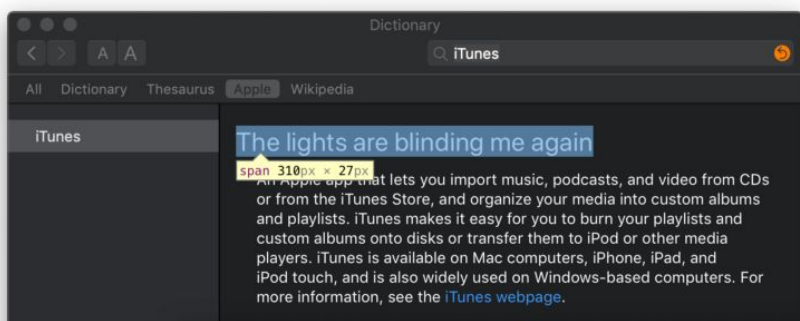 Dictionary
A A
iTunes
All Dictionary Thesaurus Apple Wikipedia
iTunes
The lights are blinding me again
span 310px × 27px
An Apple app that lets you import music, podcasts, and video from CDs
or from the iTunes Store, and organize your media into custom albums
and playlists. iTunes makes it easy for you to burn your playlists and
custom albums onto disks or transfer them to iPod or other media
players. iTunes is available on Mac computers, iPhone, iPad, and
iPod touch, and is also widely used on Windows-based computers. For
more information, see the iTunes webpage.